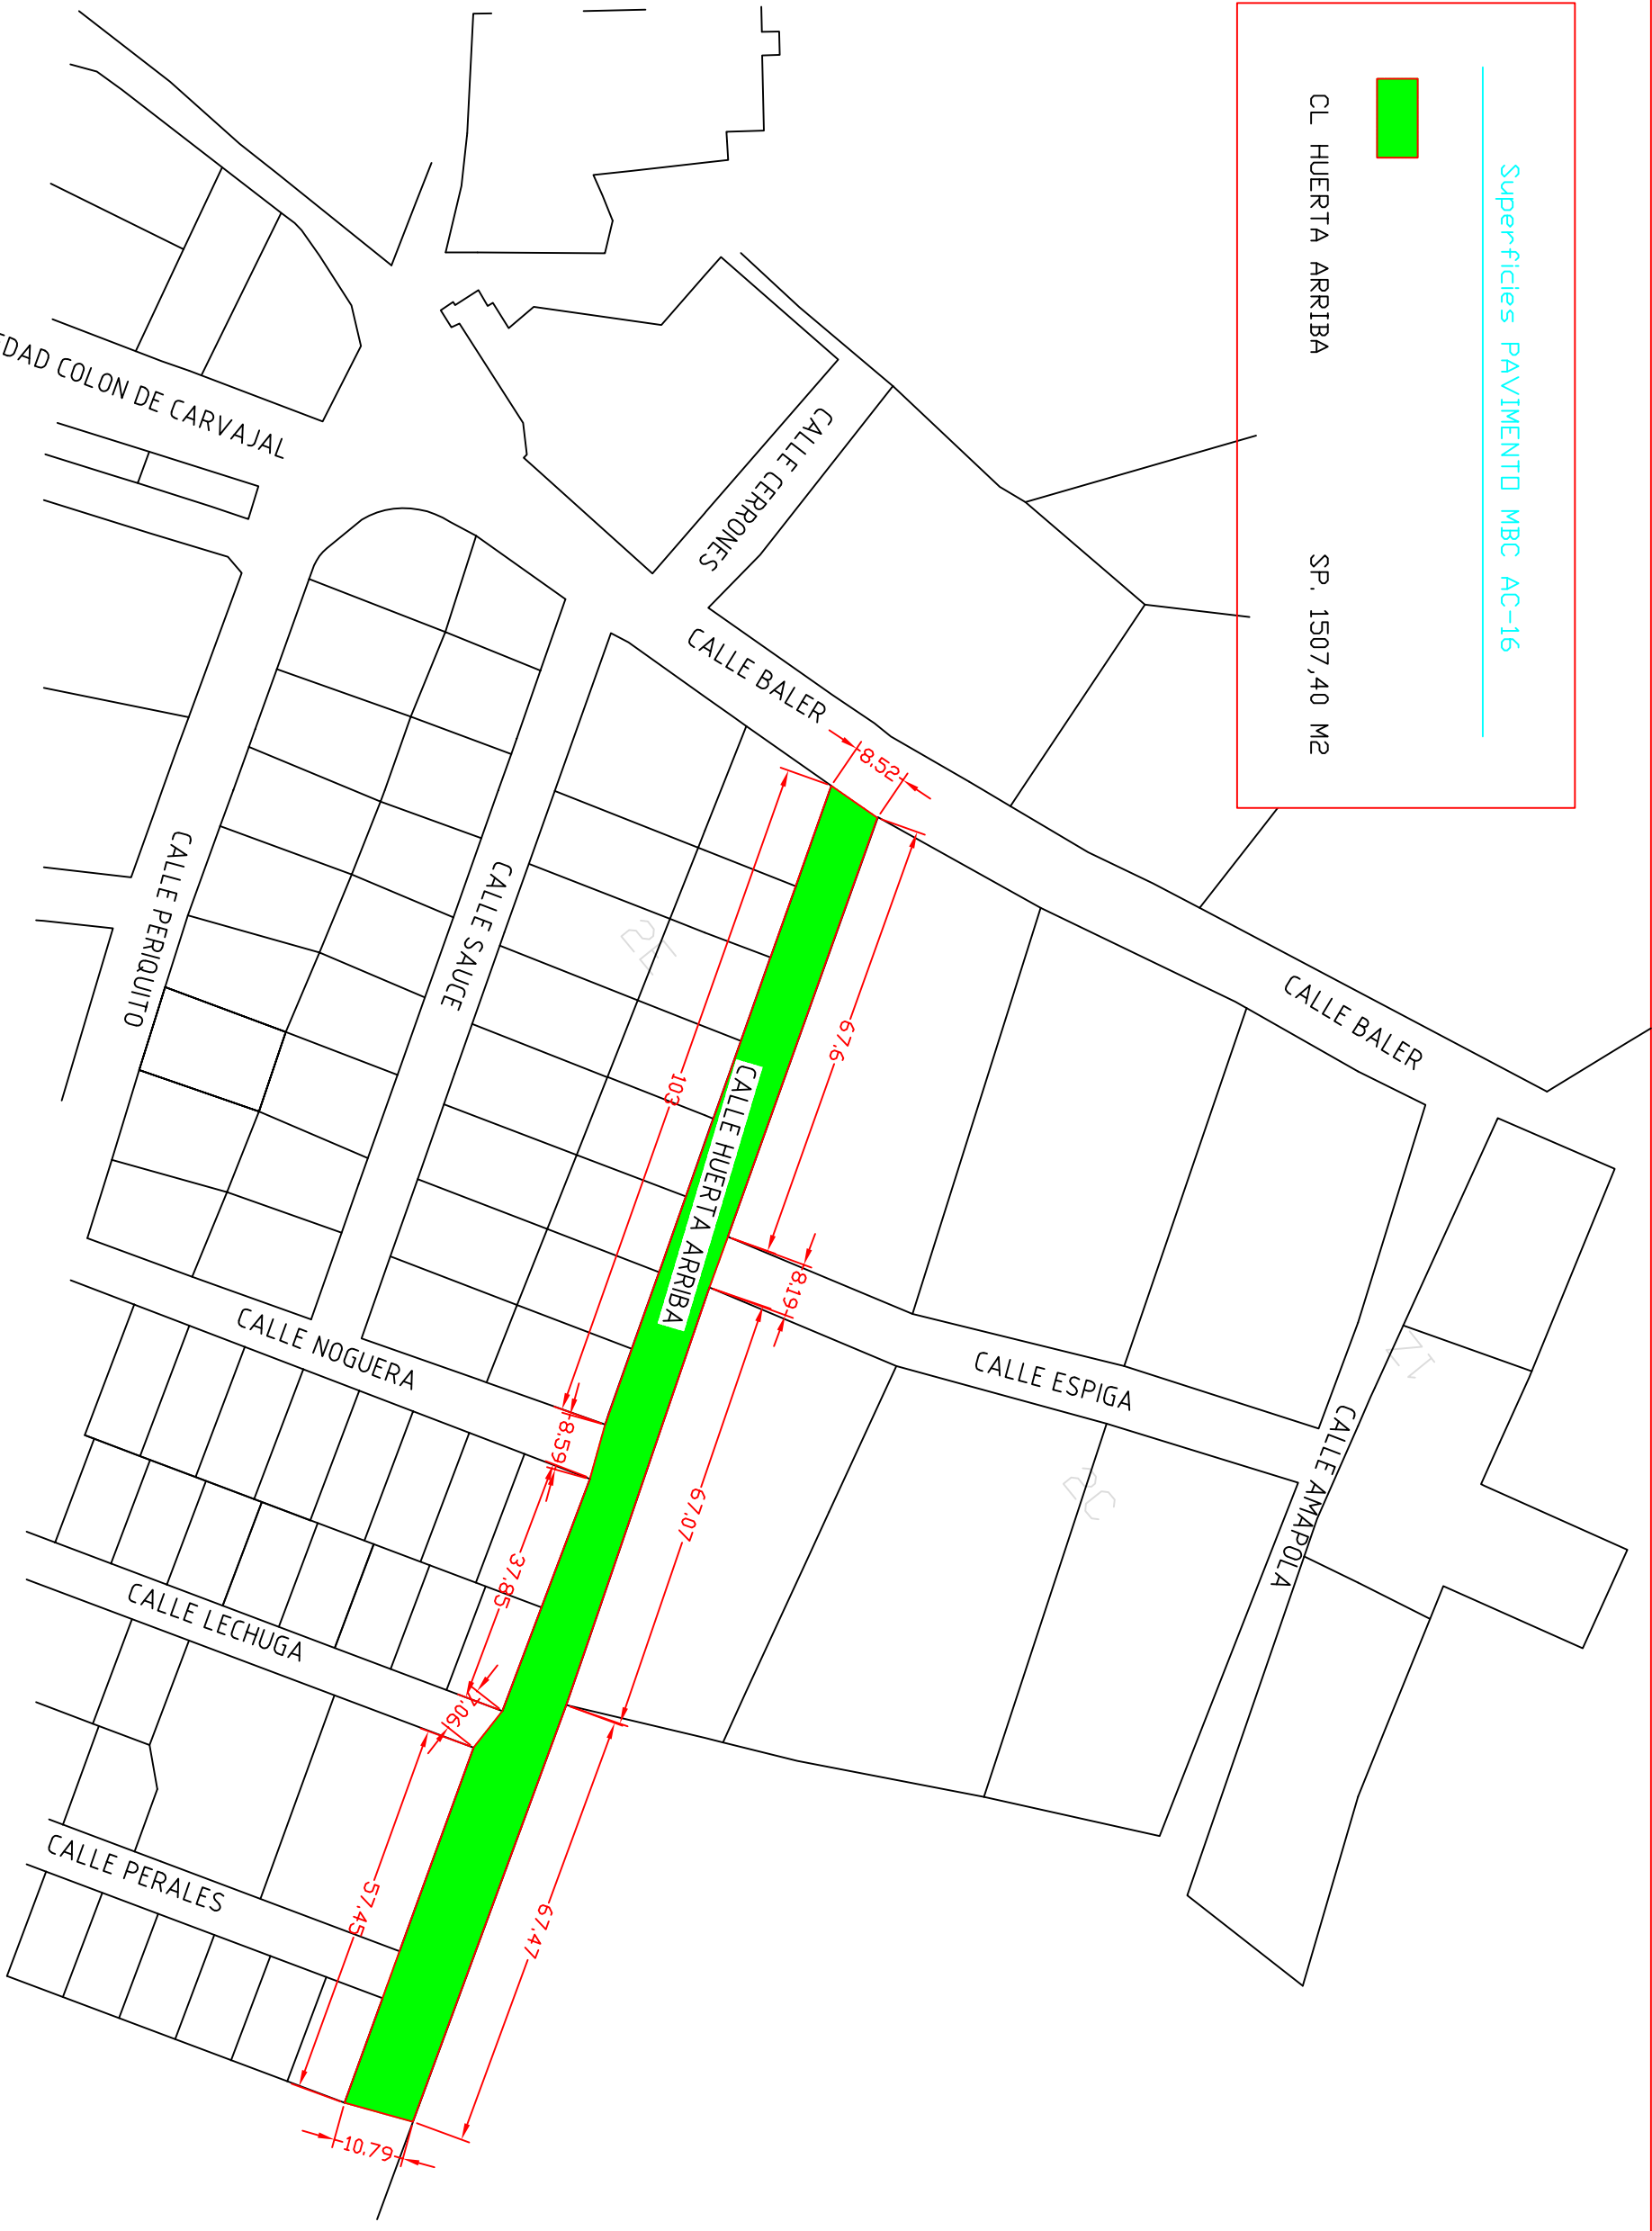 Superficies PAVIMENTO MBC AC-16
CL HUERTA ARRIBA SP. 1507,40 M2
DAD COLON DE CARVAJAL
CALLE CERRONES
CALLE BALER
8.52
CALLE PERIQUITO
CALLE SAUCE
67.6
103
CALLE HUERTA ARRIBA
CALLE BALER
8.19
CALLE NOGUERA
CALLE ESPIGA
8.59
CALLE AMAPOLA
67.07
37.85
CALLE LECHUGA
7.06
CALLE PERALES
57.45
67.47
10.79